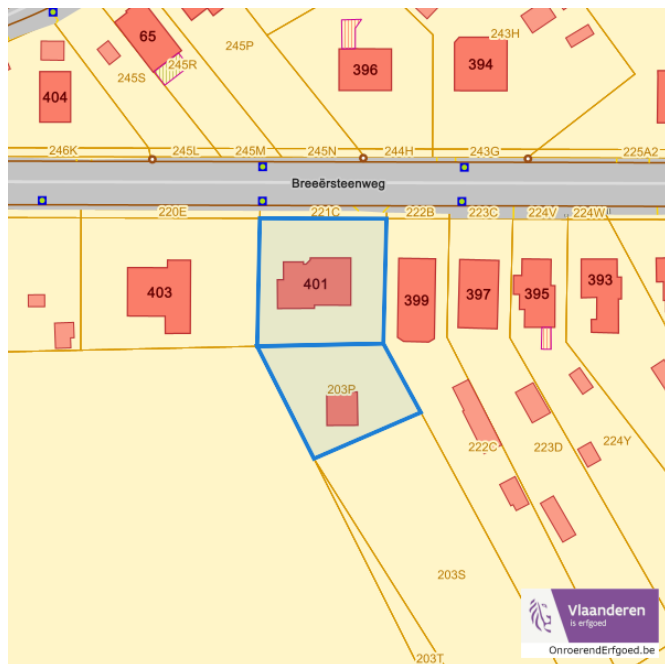 65
245P
243H
245R
245S
396
394
404
246K
245L
245M
245N
244H
243G
225A2
Breeërsteenweg
220E
221C
222B
223C
224V
224W
401
403
399
397
395
393
203P
222C
223D
224Y
203S
203T
Vlaanderen
is erfgoed
OnroerendErfgoed.be